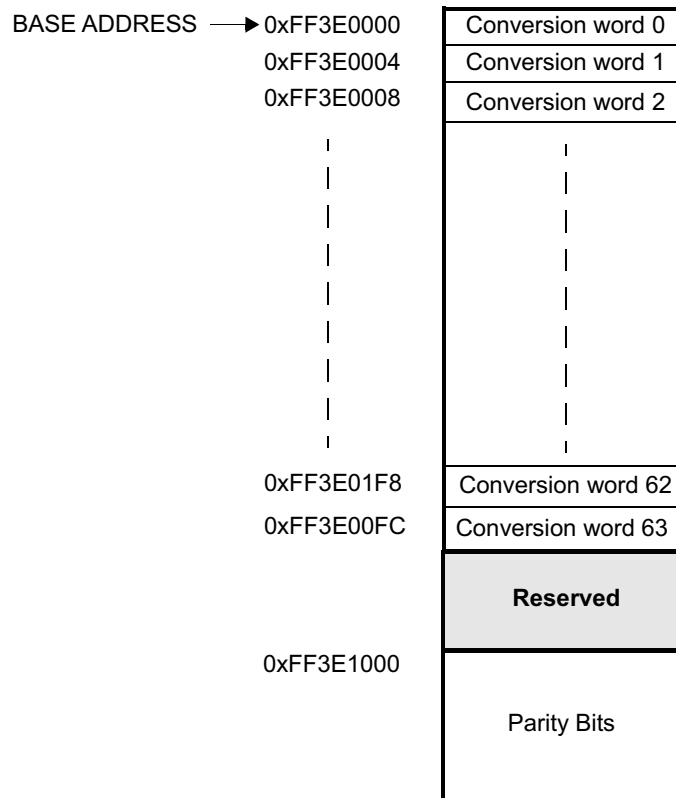 BASE ADDRESS 0xFF3E0000 Conversion word 0
0xFF3E0004 Conversion word 1
0xFF3E0008 Conversion word 2
0xFF3E01F8 Conversion word 62
0xFF3E00FC Conversion word 63
Reserved
0xFF3E1000
Parity Bits